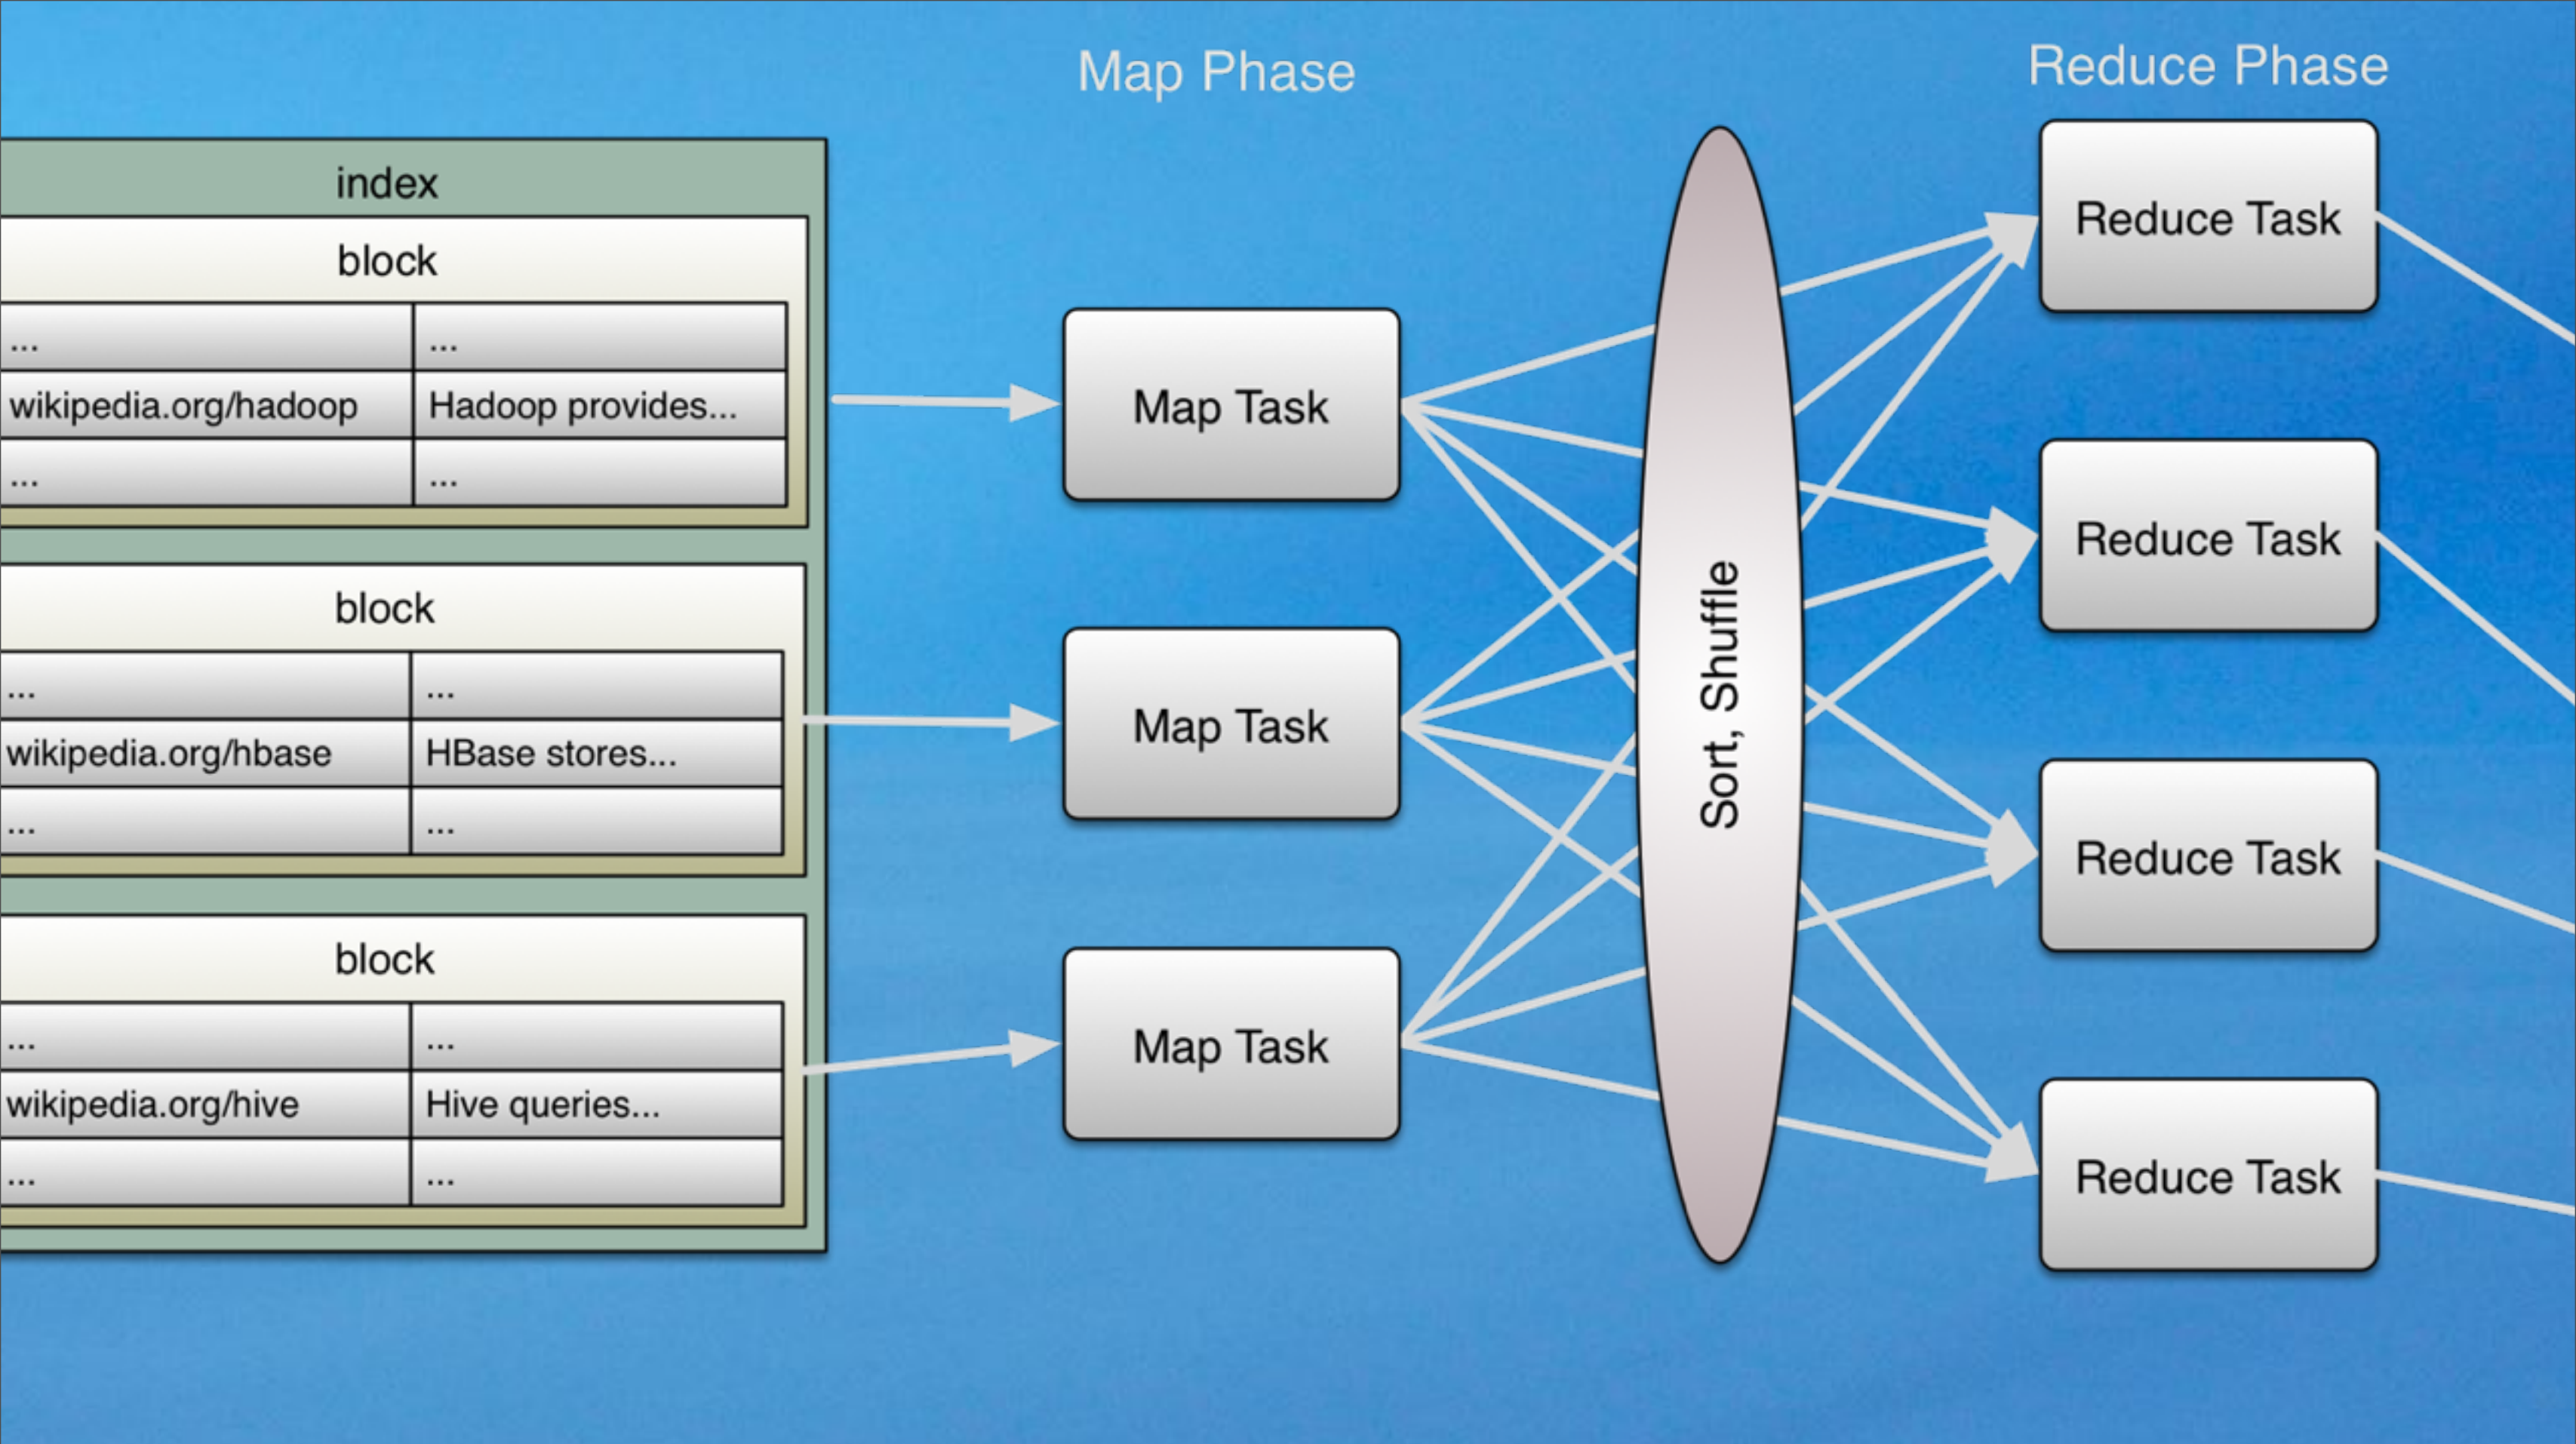 Map Phase
Reduce Phase
index
block
... ...
wikipedia.org/hadoop Hadoop provides...
... ...
block
... ...
wikipedia.org/hbase HBase stores...
... ...
block
... ...
wikipedia.org/hive Hive queries...
... ...
Map Task
Map Task
Map Task
Sort, Shuffle
Reduce Task
Reduce Task
Reduce Task
Reduce Task